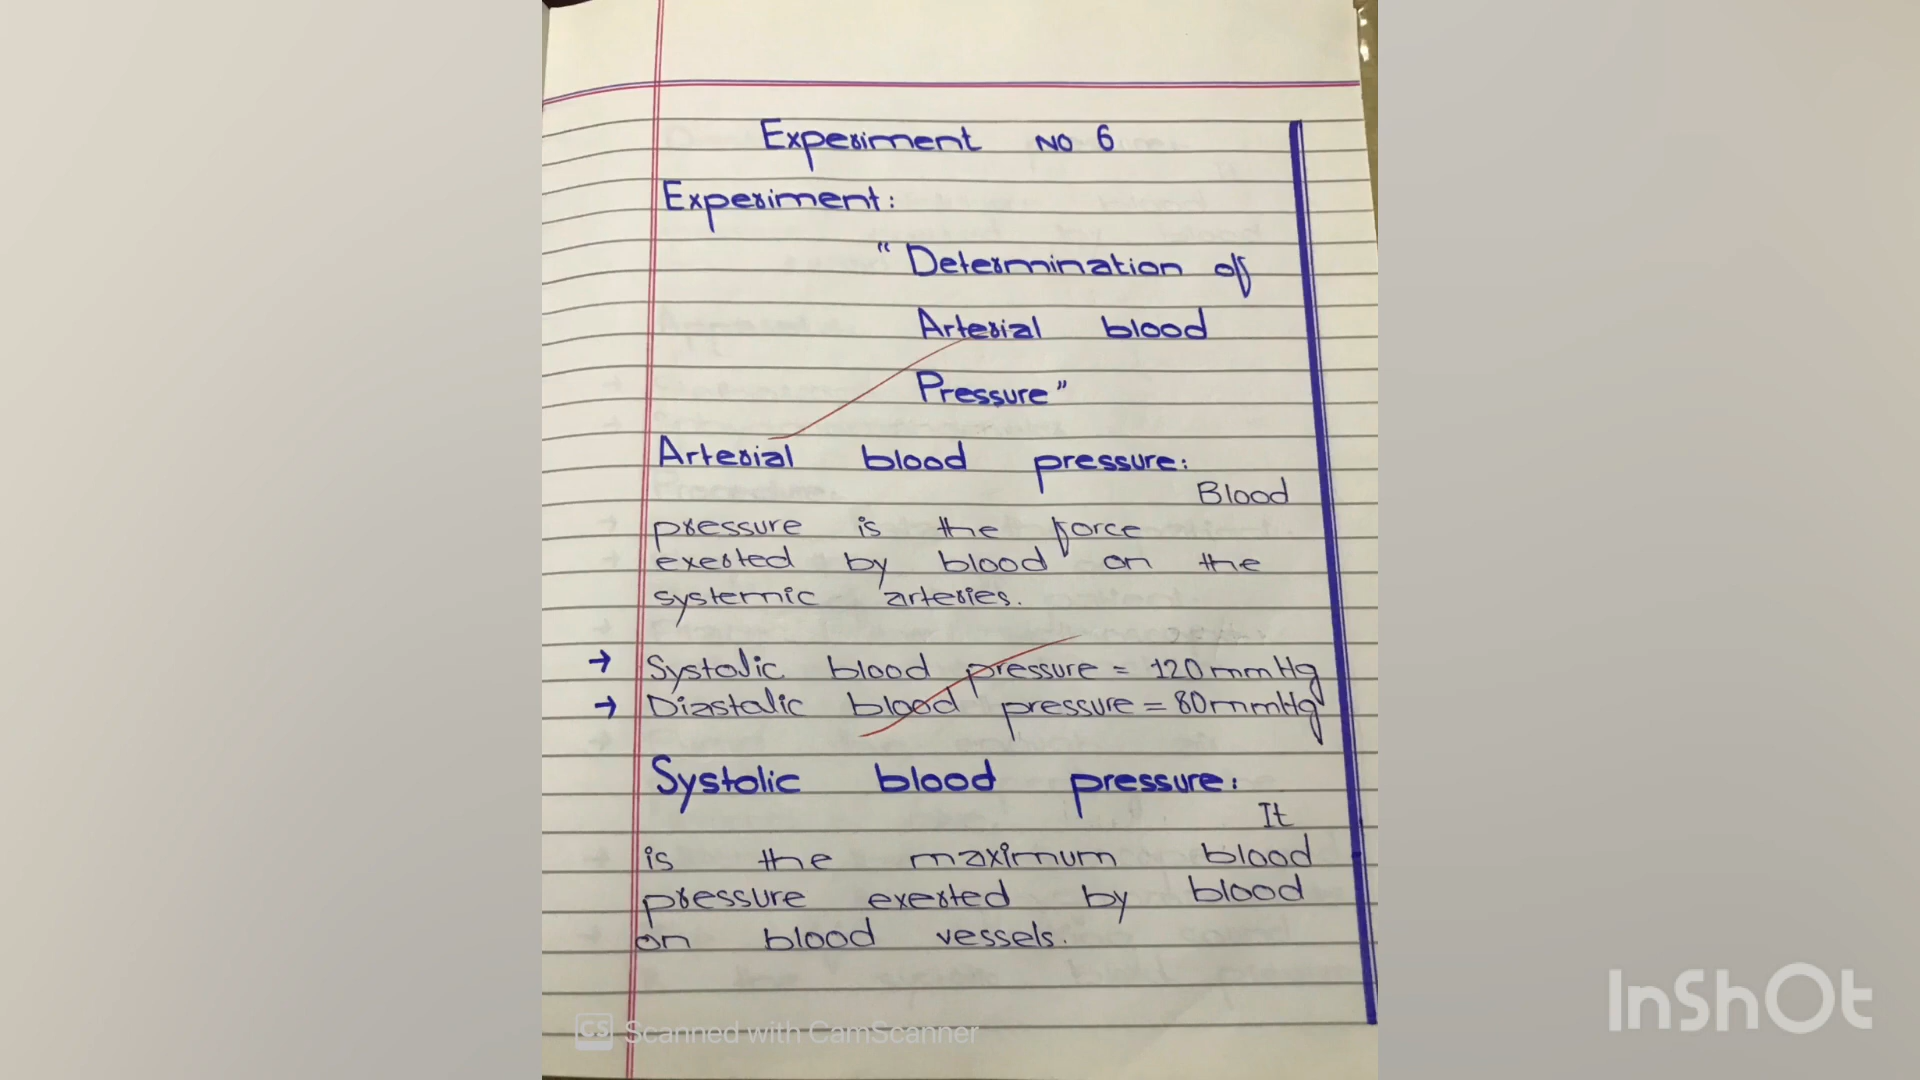 Experiment No 6
Experiment:
"Determination of
Arterial blood
Pressure"
Arterial blood pressure:
Blood
pressure is the force
exerted by blood on the
systemic arteries.
→ Systolic blood pressure = 120 mmHg
→ Diastolic blood pressure = 80 mmHg
Systolic blood pressure:
It
is the maximum blood
pressure exerted by blood
on blood vessels.
CS Scanned with CamScanner
InShOt